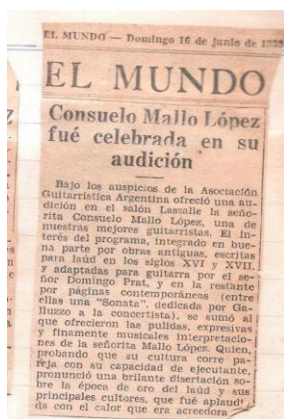 EL MUNDO — Domingo 16 de junio de
EL MUNDO
Consuelo Mallo López
fué celebrada en su
audición
Bajo los auspicios de la Asociación
Guitarrística Argentina ofreció una au-
dición en el salón Lassalle la seño-
rita Consuelo Mallo López, una de
nuestras mejores guitarristas. El in-
terés del programa, integrado en bue-
na parte por obras antiguas, escritas
para laúd en los siglos XVI y XVII,
y adaptadas para guitarra por el se-
ñor Domingo Prat, y en la restante
por páginas contemporáneas (entre
ellas una "Sonata", dedicada por Ga-
lluzzo a la concertista), se sumó al
que ofrecieron las pulidas, expresivas
y finamente musicales interpretacio-
nes de la señorita Mallo López. Quien,
probando que su cultura corre pa-
reja con su capacidad de ejecutante,
pronunció una brillante disertación so-
bre la época de oro del laúd y sus
principales cultores, que fué aplaudi-
da con el calor que era acreedora.